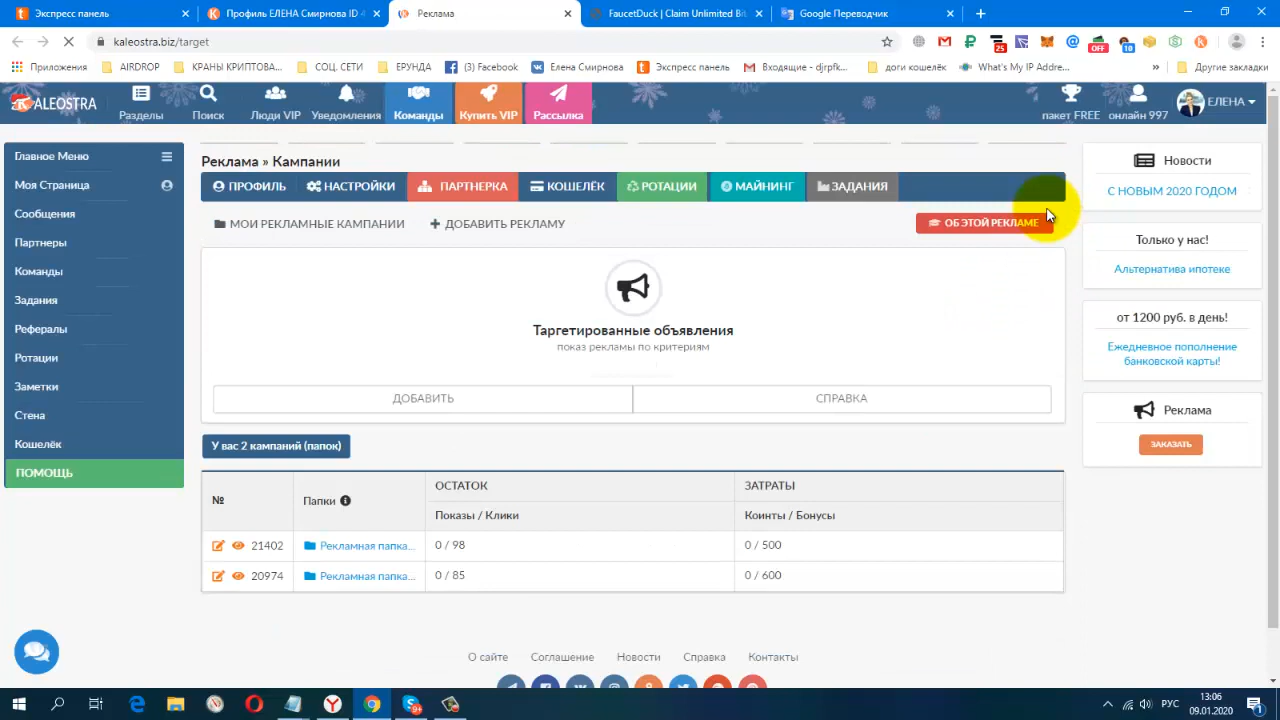 Экспресс панель
Профиль ЕЛЕНА Смирнова ID
Реклама
FaucetDuck | Claim Unlimited Bi
Google Переводчик
kaleostra.biz/target
25
OFF
10
Приложения
AIRDROP
КРАНЫ КРИПТОВА...
СОЦ. СЕТИ
ЕРУНДА
(3) Facebook
Елена Смирнова
Экспресс панель
Входящие - djrpfk...
доги кошелёк
What's My IP Addre...
»
Другие закладки
KALEOSTRA
Разделы
Поиск
Люди VIP
Уведомления
Команды
Купить VIP
Рассылка
пакет FREE
онлайн 997
ЕЛЕНА
Главное Меню
Моя Страница
Сообщения
Партнеры
Команды
Задания
Рефералы
Ротации
Заметки
Стена
Кошелёк
ПОМОЩЬ
Реклама » Кампании
ПРОФИЛЬ
НАСТРОЙКИ
ПАРТНЕРКА
КОШЕЛЁК
РОТАЦИИ
МАЙНИНГ
ЗАДАНИЯ
МОИ РЕКЛАМНЫЕ КАМПАНИИ
ДОБАВИТЬ РЕКЛАМУ
ОБ ЭТОЙ РЕКЛАМЕ
Таргетированные объявления
показ рекламы по критериям
ДОБАВИТЬ
СПРАВКА
У вас 2 кампаний (папок)
№
Папки
ОСТАТОК
ЗАТРАТЫ
Показы / Клики
Коинты / Бонусы
21402
Рекламная папка...
0 / 98
0 / 500
20974
Рекламная папка...
0 / 85
0 / 600
Новости
С НОВЫМ 2020 ГОДОМ
Только у нас!
Альтернатива ипотеке
от 1200 руб. в день!
Ежедневное пополнение
банковской карты!
Реклама
ЗАКАЗАТЬ
О сайте
Соглашение
Новости
Справка
Контакты
РУС
13:06
09.01.2020